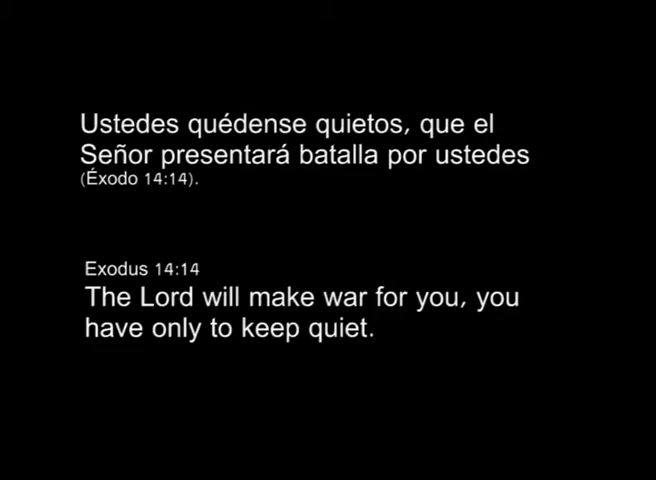 Ustedes quédense quietos, que el
Señor presentará batalla por ustedes
(Éxodo 14:14).
Exodus 14:14
The Lord will make war for you, you
have only to keep quiet.